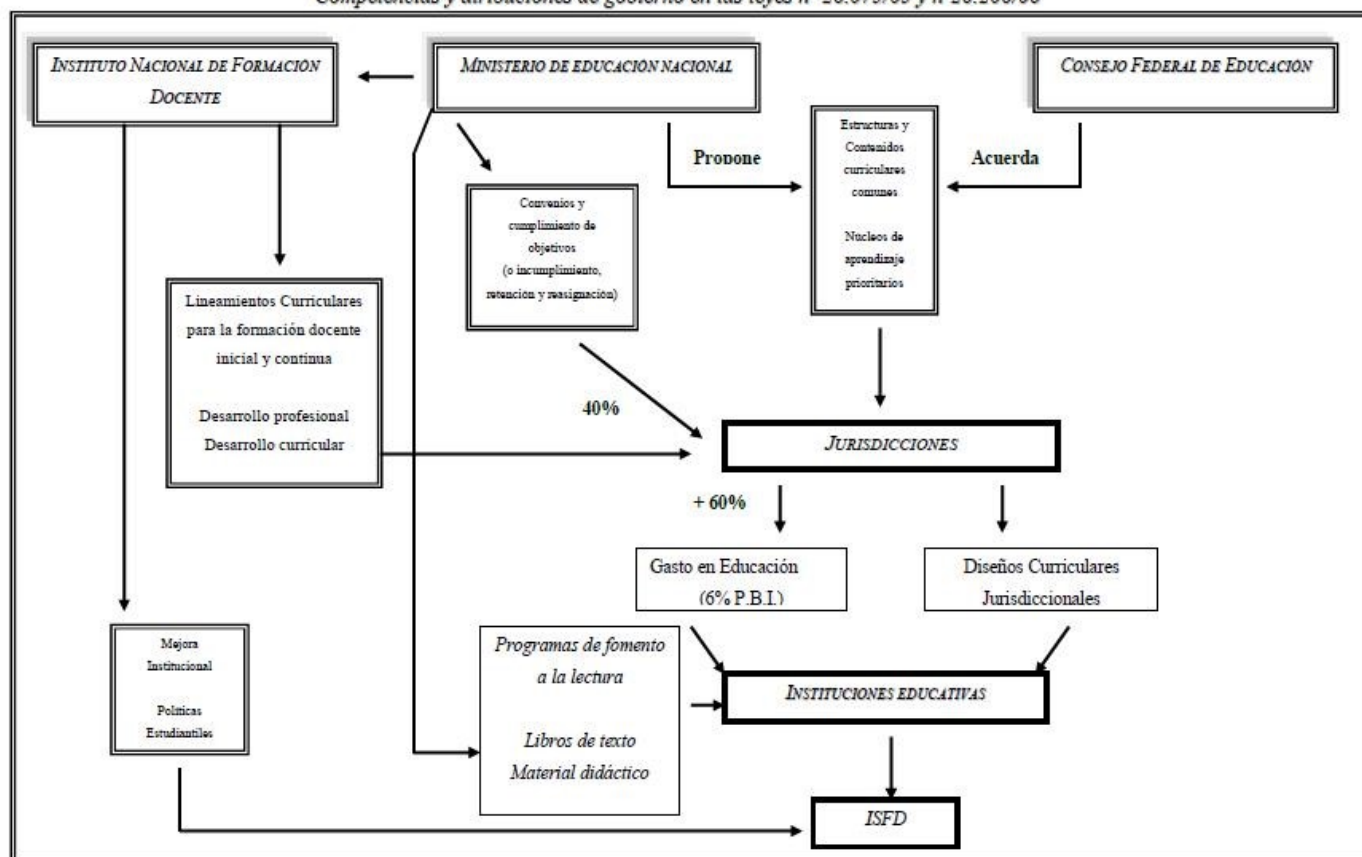 Competencias y atribuciones de gobierno en las leyes nº 26.075/05 y nº 26.206/06
INSTITUTO NACIONAL DE FORMACIÓN
DOCENTE
MINISTERIO DE EDUCACIÓN NACIONAL
CONSEJO FEDERAL DE EDUCACIÓN
Propone
Estructuras y
Contenidos
curriculares
comunes
Núcleos de
aprendizaje
prioritarios
Acuerda
Convenios y
cumplimiento de
objetivos
(o incumplimiento,
retención y reasignación)
Lineamientos Curriculares
para la formación docente
inicial y continua
Desarrollo profesional
Desarrollo curricular
40%
JURISDICCIONES
+ 60%
Gasto en Educación
(6% P.B.I.)
Diseños Curriculares
Jurisdiccionales
Mejora
Institucional
Políticas
Estudiantiles
Programas de fomento
a la lectura
Libros de texto
Material didáctico
INSTITUCIONES EDUCATIVAS
ISFD